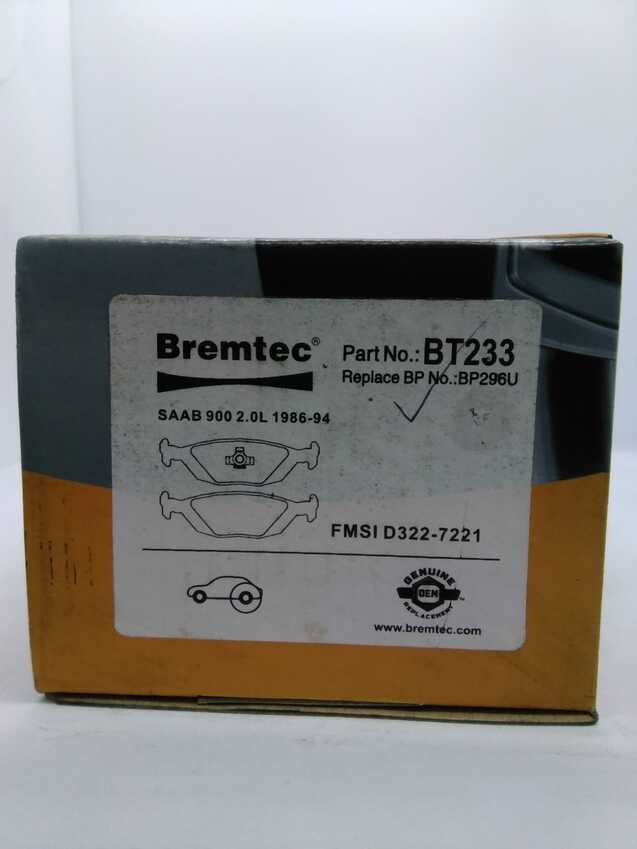 Bremtec®
Part No.: BT233
Replace BP No.:BP296U
SAAB 900 2.0L 1986-94
FMSI D322-7221
GENUINE
OEM
REPLACEMENT
www.bremtec.com